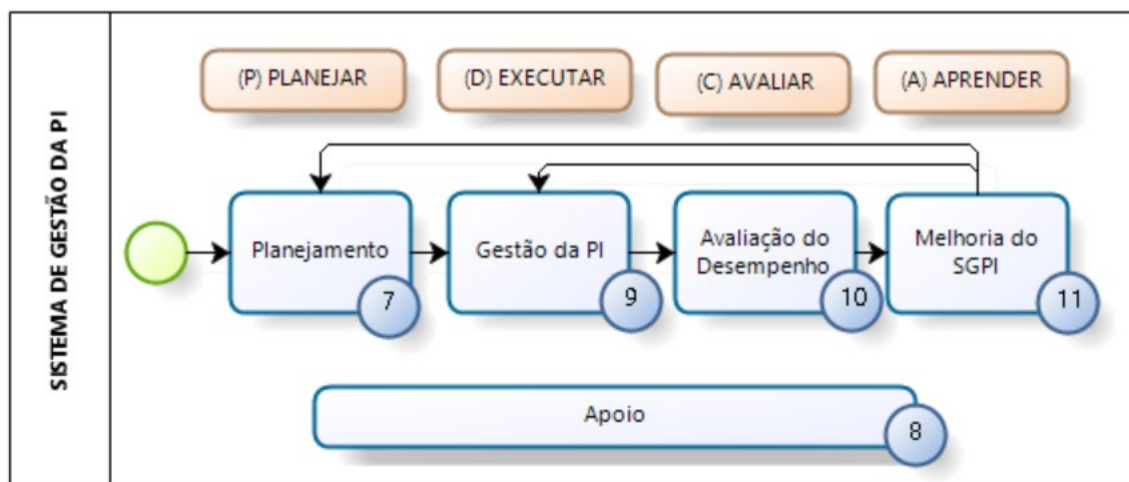 SISTEMA DE GESTÃO DA PI
(P) PLANEJAR
(D) EXECUTAR
(C) AVALIAR
(A) APRENDER
Planejamento
7
Gestão da PI
9
Avaliação do
Desempenho
10
Melhoria do
SGPI
11
Apoio
8